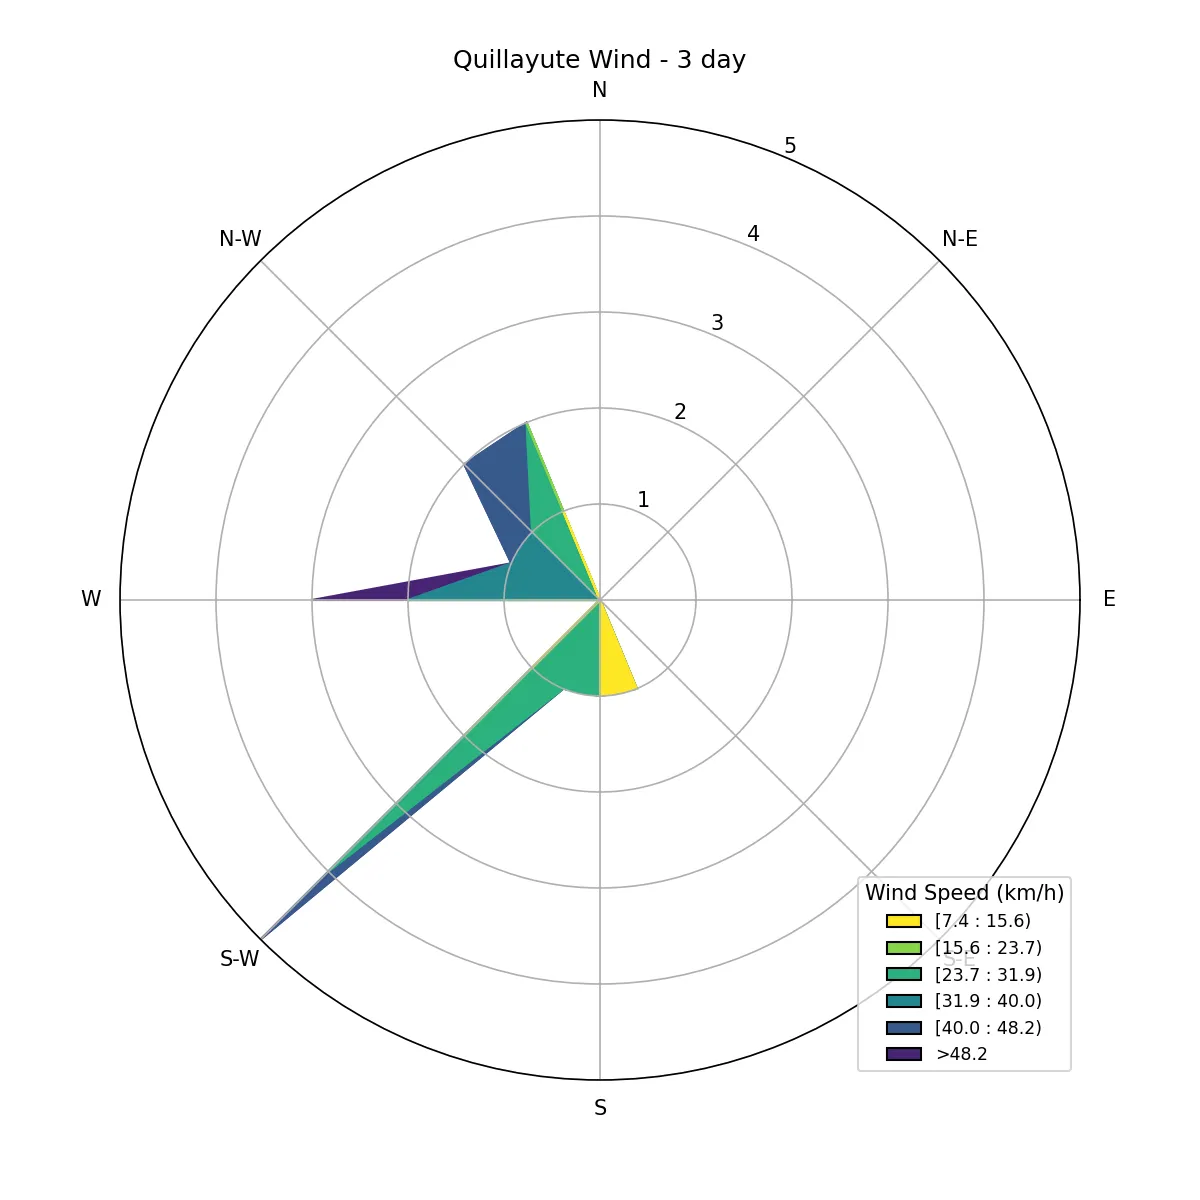 Quillayute Wind - 3 day
N
5
N-W
N-E
4
3
2
1
W
E
S-W
S-E
S
Wind Speed (km/h)
[7.4 : 15.6)
[15.6 : 23.7)
[23.7 : 31.9)
[31.9 : 40.0)
[40.0 : 48.2)
>48.2